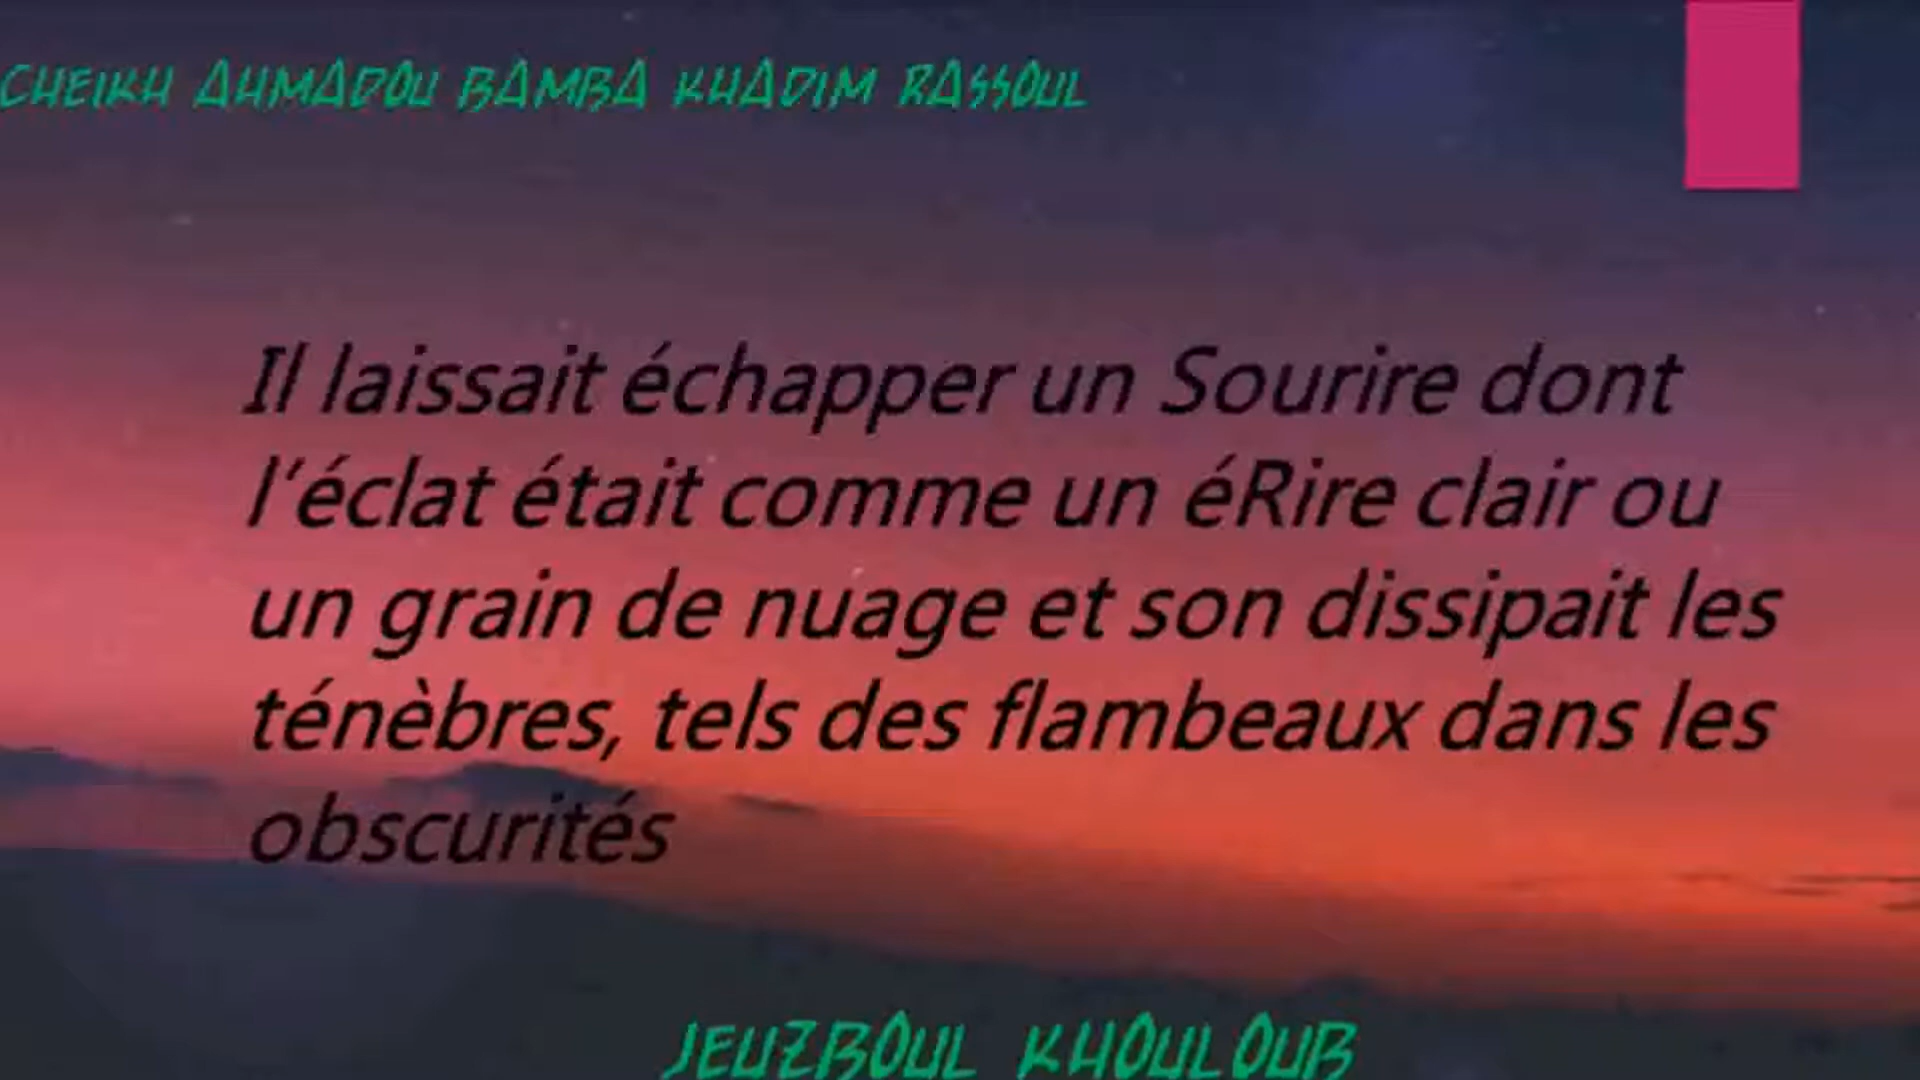 CHEIKH AHMADOU BAMBA KHADIM RASSOUL
Il laissait échapper un Sourire dont
l'éclat était comme un éRire clair ou
un grain de nuage et son dissipait les
ténèbres, tels des flambeaux dans les
obscurités
JEUZBOUL KHOULOUB